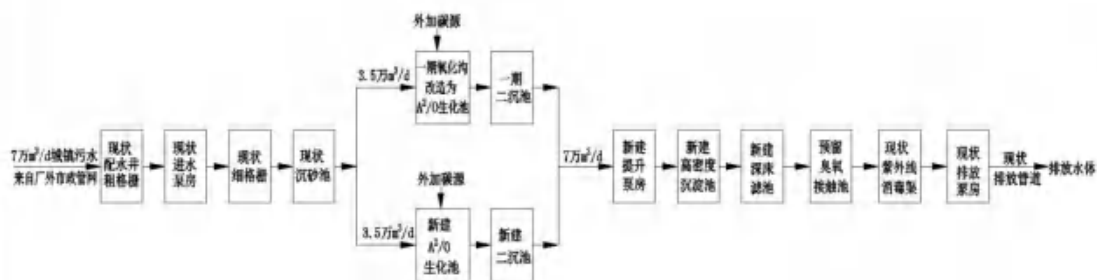 7万m³/d城镇污水
来自厂外市政管网
现状
配水井
粗格栅
现状
进水
泵房
现状
细格栅
现状
沉砂池
3.5万m³/d
外加碳源
一期氧化沟
改造为
A²/O生化池
一期
二沉池
3.5万m³/d
外加碳源
新建
A²/O
生化池
新建
二沉池
7万m³/d
新建
提升
泵房
新建
高密度
沉淀池
新建
深床
滤池
预留
臭氧
接触池
现状
紫外线
消毒渠
现状
排放
泵房
现状
排放管道
排放水体